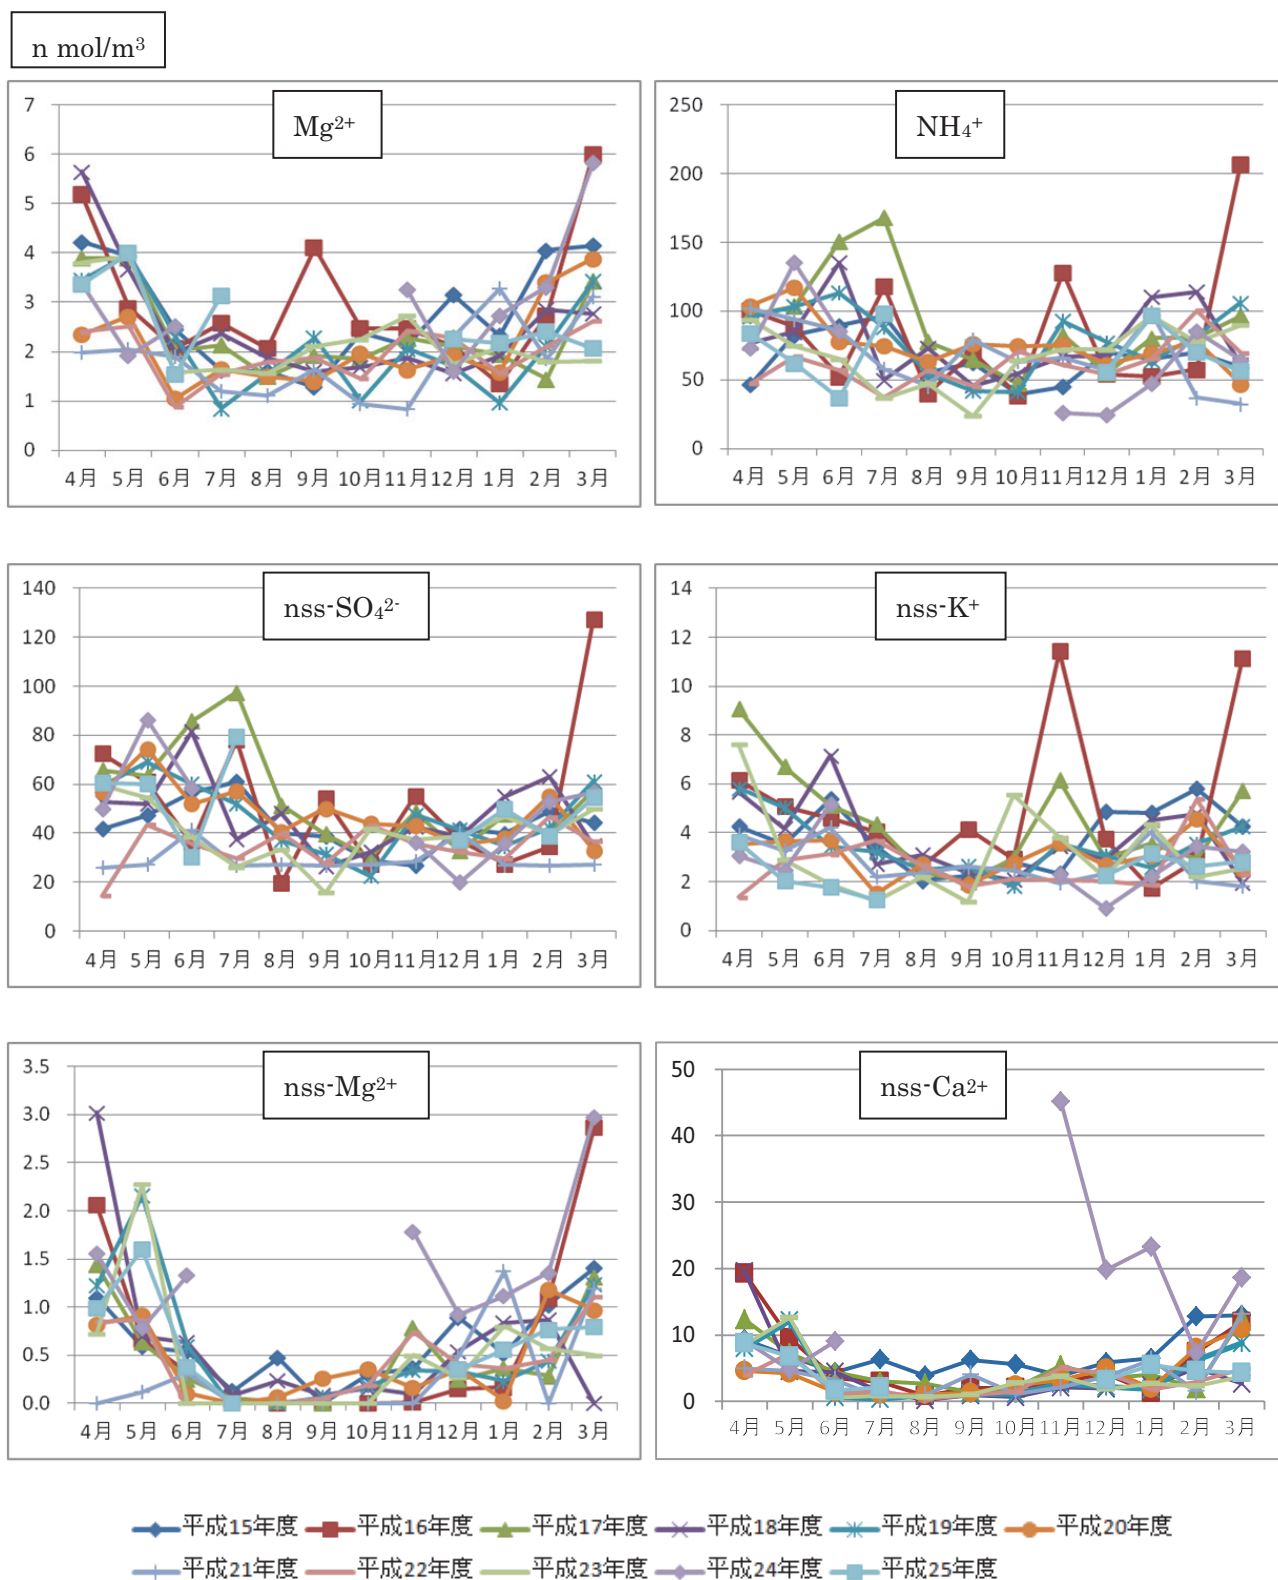 n mol/m³
Mg²⁺
7
6
5
4
3
2
1
0
4月 5月 6月 7月 8月 9月 10月 11月 12月 1月 2月 3月
NH₄⁺
250
200
150
100
50
0
4月 5月 6月 7月 8月 9月 10月 11月 12月 1月 2月 3月
nss-SO₄²⁻
140
120
100
80
60
40
20
0
4月 5月 6月 7月 8月 9月 10月 11月 12月 1月 2月 3月
nss-K⁺
14
12
10
8
6
4
2
0
4月 5月 6月 7月 8月 9月 10月 11月 12月 1月 2月 3月
nss-Mg²⁺
3.5
3.0
2.5
2.0
1.5
1.0
0.5
0.0
4月 5月 6月 7月 8月 9月 10月 11月 12月 1月 2月 3月
nss-Ca²⁺
50
40
30
20
10
0
4月 5月 6月 7月 8月 9月 10月 11月 12月 1月 2月 3月
平成15年度 平成16年度 平成17年度 平成18年度 平成19年度 平成20年度
平成21年度 平成22年度 平成23年度 平成24年度 平成25年度